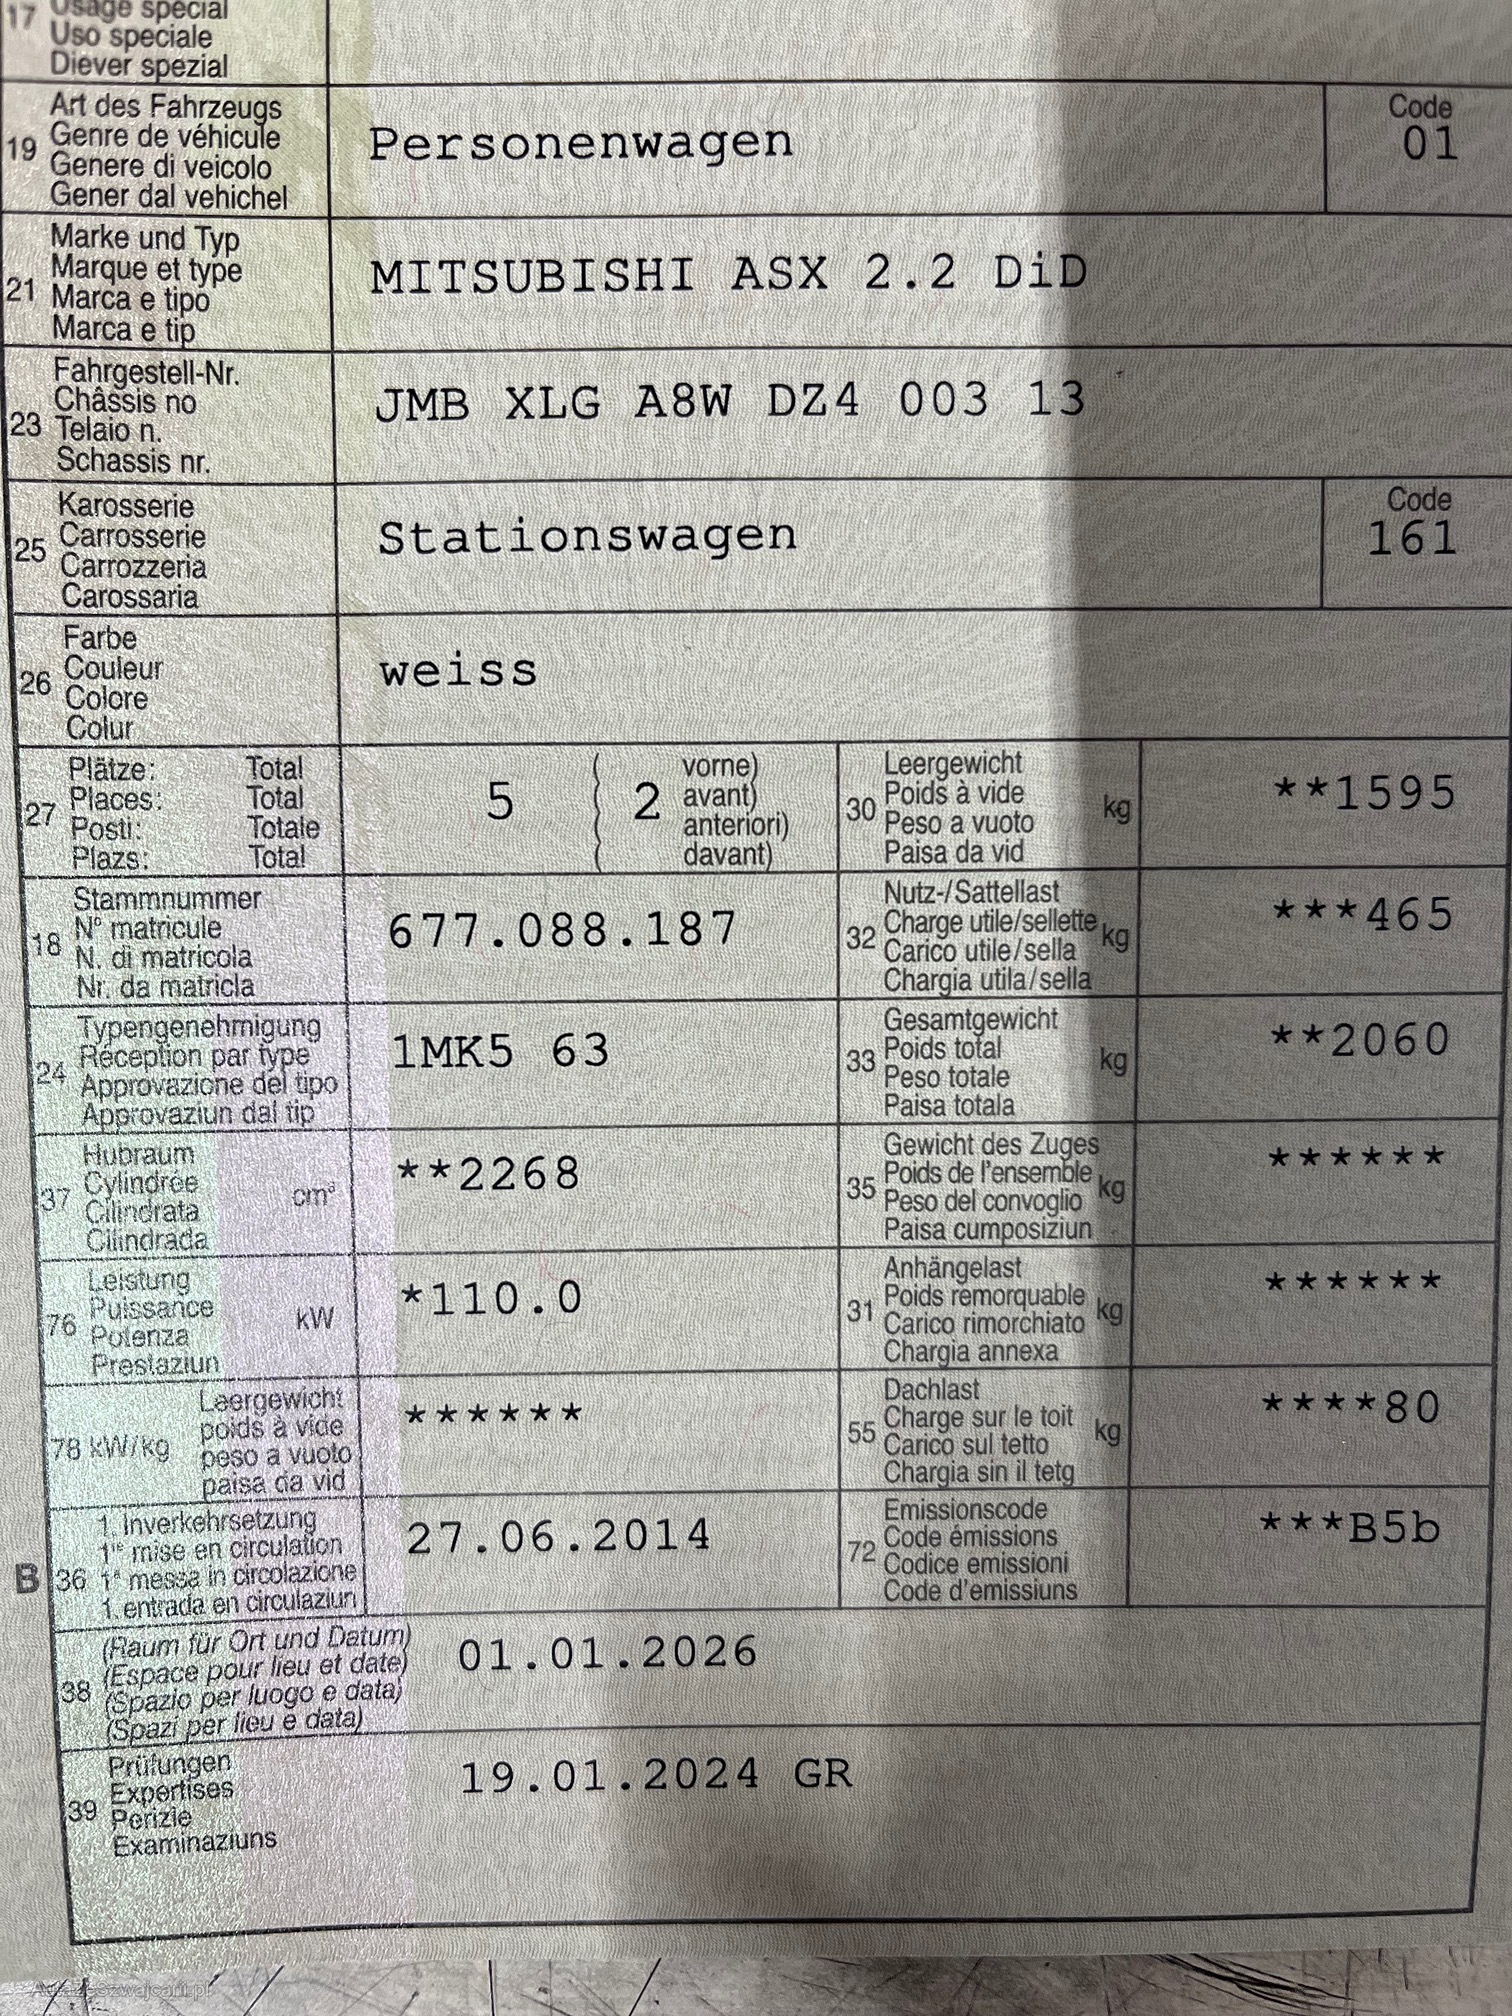 17 Usage spécial
Uso speciale
Diever spezial
19 Art des Fahrzeugs
Genre de véhicule
Genere di veicolo
Gener dal vehichel
Personenwagen
Code
01
21 Marke und Typ
Marque et type
Marca e tipo
Marca e tip
MITSUBISHI ASX 2.2 DiD
23 Fahrgestell-Nr.
Châssis no
Telaio n.
Schassis nr.
JMB XLG A8W DZ4 003 13
25 Karosserie
Carrosserie
Carrozzeria
Carossaria
Stationswagen
Code
161
26 Farbe
Couleur
Colore
Colur
weiss
27 Plätze: Total
Places: Total
Posti: Totale
Plazs: Total
5 ( 2 vorne)
( avant)
( anteriori)
( davant)
30 Leergewicht
Poids à vide
Peso a vuoto
Paisa da vid
kg
**1595
18 Stammnummer
N° matricule
N. di matricola
Nr. da matricla
677.088.187
32 Nutz-/Sattellast
Charge utile/sellette
Carico utile/sella
Chargia utila/sella
kg
***465
24 Typengenehmigung
Réception par type
Approvazione del tipo
Approvaziun dal tip
1MK5 63
33 Gesamtgewicht
Poids total
Peso totale
Paisa totala
kg
**2060
37 Hubraum
Cylindrée
Cilindrata
Cilindrada
cm³
**2268
35 Gewicht des Zuges
Poids de l'ensemble
Peso del convoglio
Paisa cumposiziun
kg
******
76 Leistung
Puissance
Potenza
Prestaziun
kW
*110.0
31 Anhängelast
Poids remorquable
Carico rimorchiato
Chargia annexa
kg
******
78 kW/kg
Leergewicht
poids à vide
peso a vuoto
paisa da vid
******
55 Dachlast
Charge sur le toit
Carico sul tetto
Chargia sin il tetg
kg
****80
B 36 1. Inverkehrsetzung
1re mise en circulation
1a messa in circolazione
1. entrada en circulaziun
27.06.2014
72 Emissionscode
Code émissions
Codice emissioni
Code d'emissiuns
***B5b
38 (Raum für Ort und Datum)
(Espace pour lieu et date)
(Spazio per luogo e data)
(Spazi per lieu e data)
01.01.2026
39 Prüfungen
Expertises
Perizie
Examinaziuns
19.01.2024 GR